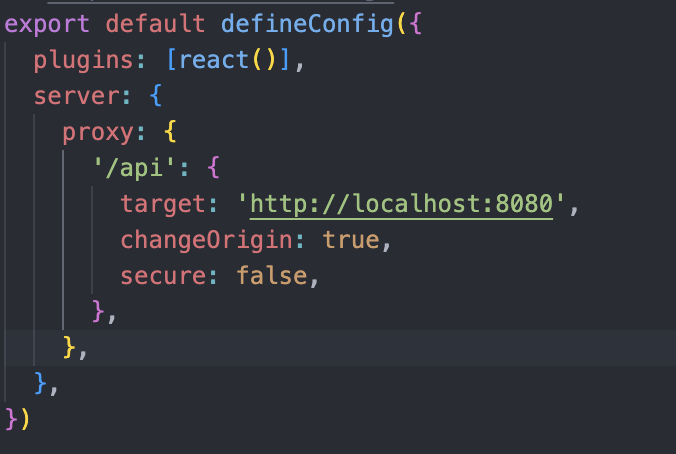 export default defineConfig({
  plugins: [react()],
  server: {
    proxy: {
      '/api': {
        target: 'http://localhost:8080',
        changeOrigin: true,
        secure: false,
      },
    },
  },
})